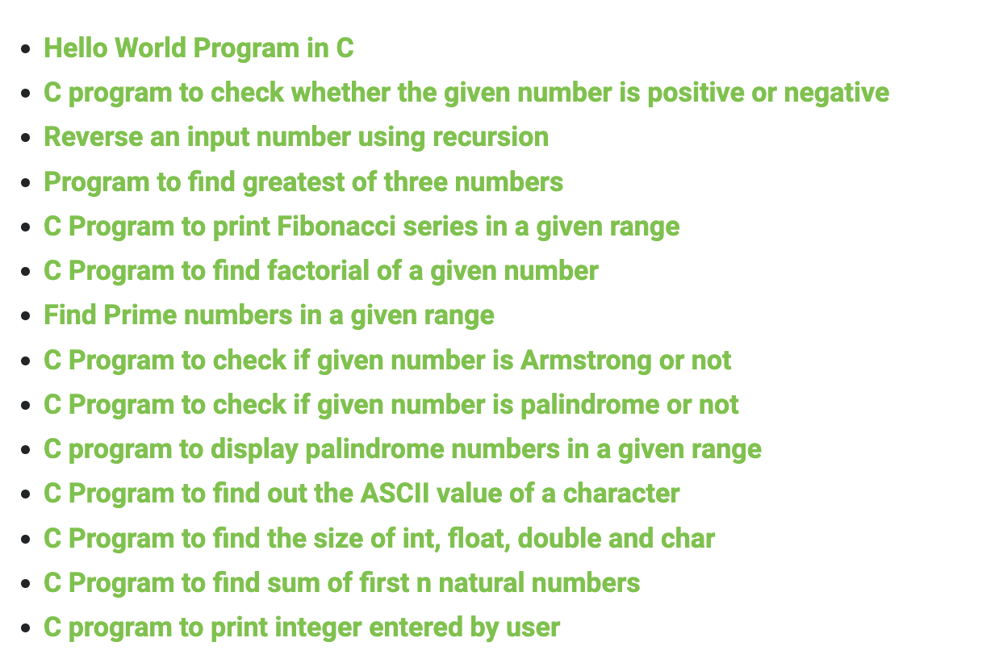 Hello World Program in C
C program to check whether the given number is positive or negative
Reverse an input number using recursion
Program to find greatest of three numbers
C Program to print Fibonacci series in a given range
C Program to find factorial of a given number
Find Prime numbers in a given range
C Program to check if given number is Armstrong or not
C Program to check if given number is palindrome or not
C program to display palindrome numbers in a given range
C Program to find out the ASCII value of a character
C Program to find the size of int, float, double and char
C Program to find sum of first n natural numbers
C program to print integer entered by user